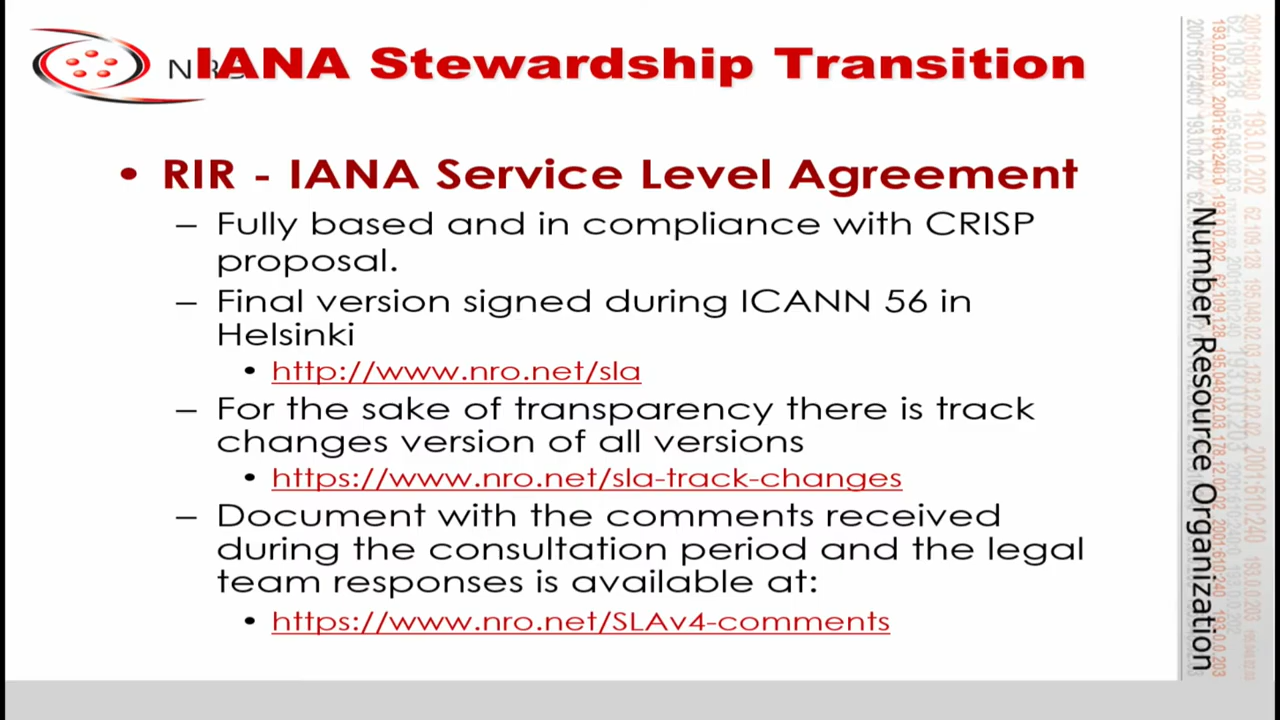 IANA Stewardship Transition
• RIR - IANA Service Level Agreement
– Fully based and in compliance with CRISP
proposal.
– Final version signed during ICANN 56 in
Helsinki
• http://www.nro.net/sla
– For the sake of transparency there is track
changes version of all versions
• https://www.nro.net/sla-track-changes
– Document with the comments received
during the consultation period and the legal
team responses is available at:
• https://www.nro.net/SLAv4-comments
Number Resource Organization